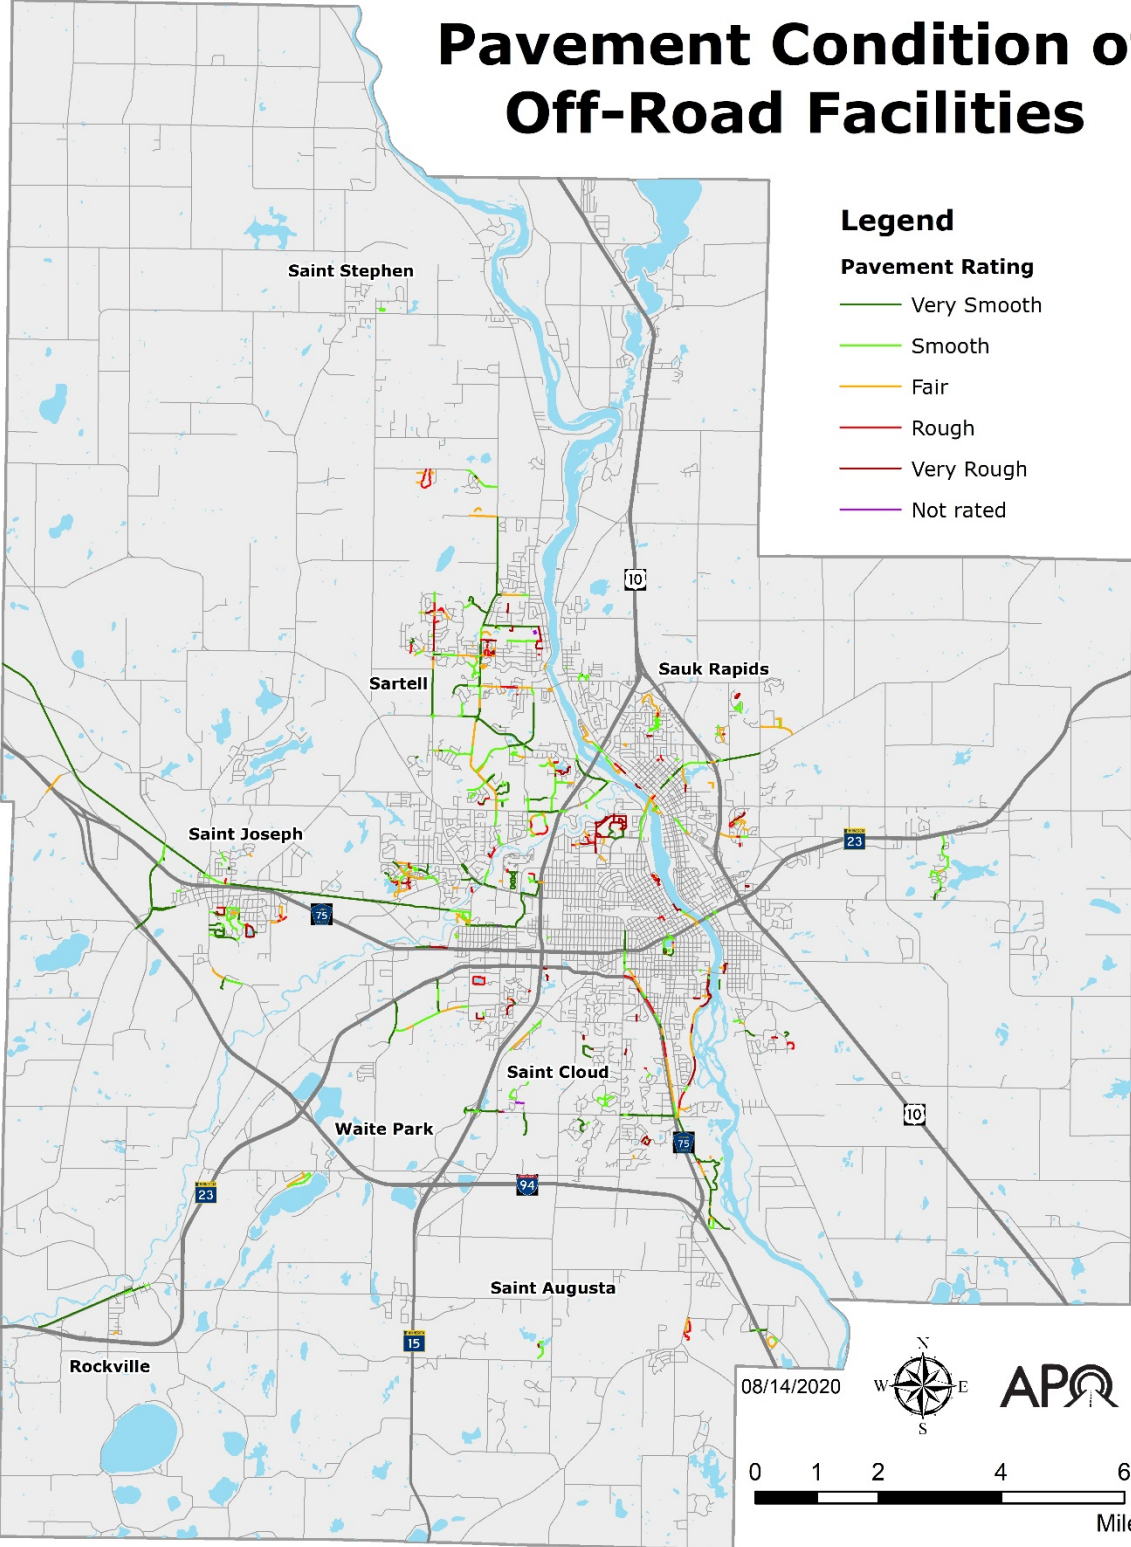 Pavement Condition of
Off-Road Facilities
Legend
Pavement Rating
Very Smooth
Smooth
Fair
Rough
Very Rough
Not rated
Saint Stephen
10
Sauk Rapids
Sartell
Saint Joseph
23
75
Saint Cloud
10
Waite Park
75
94
23
Saint Augusta
15
Rockville
08/14/2020
N
W E
S
APO
0 1 2 4 6
Mile